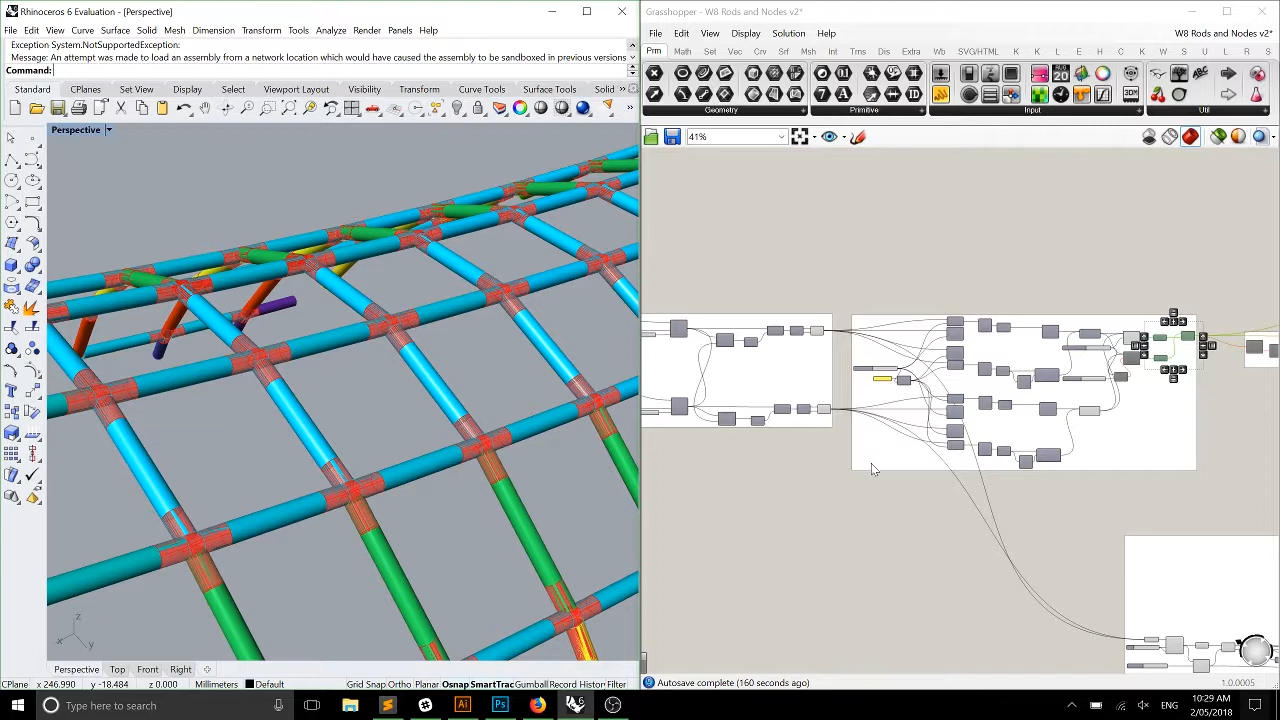 Rhinoceros 6 Evaluation - [Perspective]
File Edit View Curve Surface Solid Mesh Dimension Transform Tools Analyze Render Panels Help
Exception System.NotSupportedException:
Message: An attempt was made to load an assembly from a network location which would have caused the assembly to be sandboxed in previous versions
Command:
Standard CPlanes Set View Display Select Viewport Layout Visibility Transform Curve Tools Surface Tools Solid »
Perspective
z
x y
Perspective Top Front Right
CPlane x 246.990 y -18.484 z 0.000 Millimeters Default Grid Snap Ortho Planar Osnap SmartTrac Gumball Record Histor Filter
Grasshopper - W8 Rods and Nodes v2*
File Edit View Display Solution Help W8 Rods and Nodes v2*
Prm Math Set Vec Crv Srf Msh Int Trns Dis Extra Wb SVG/HTML K K L K H C K W S U L
Geometry Primitive Input Util
41%
Autosave complete (160 seconds ago) 1.0.0005
Type here to search
ENG
10:29 AM
2/05/2018